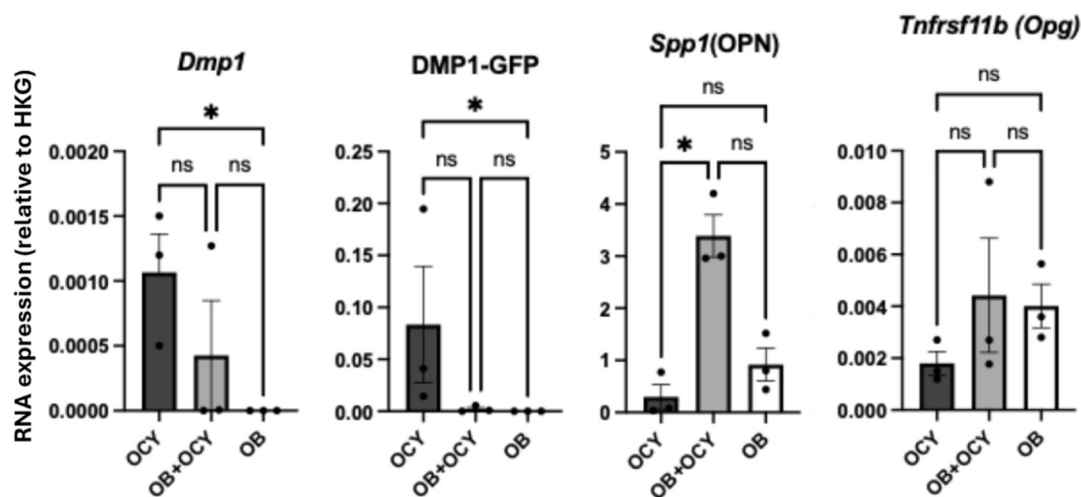 RNA expression (relative to HKG)
Dmp1
*
ns ns
0.0020
0.0015
0.0010
0.0005
0.0000
OCY
OB+OCY
OB
DMP1-GFP
*
ns ns
0.25
0.20
0.15
0.10
0.05
0.00
OCY
OB+OCY
OB
Spp1(OPN)
ns
* ns
5
4
3
2
1
0
OCY
OB+OCY
OB
Tnfrsf11b (Opg)
ns
ns ns
0.010
0.008
0.006
0.004
0.002
0.000
OCY
OB+OCY
OB